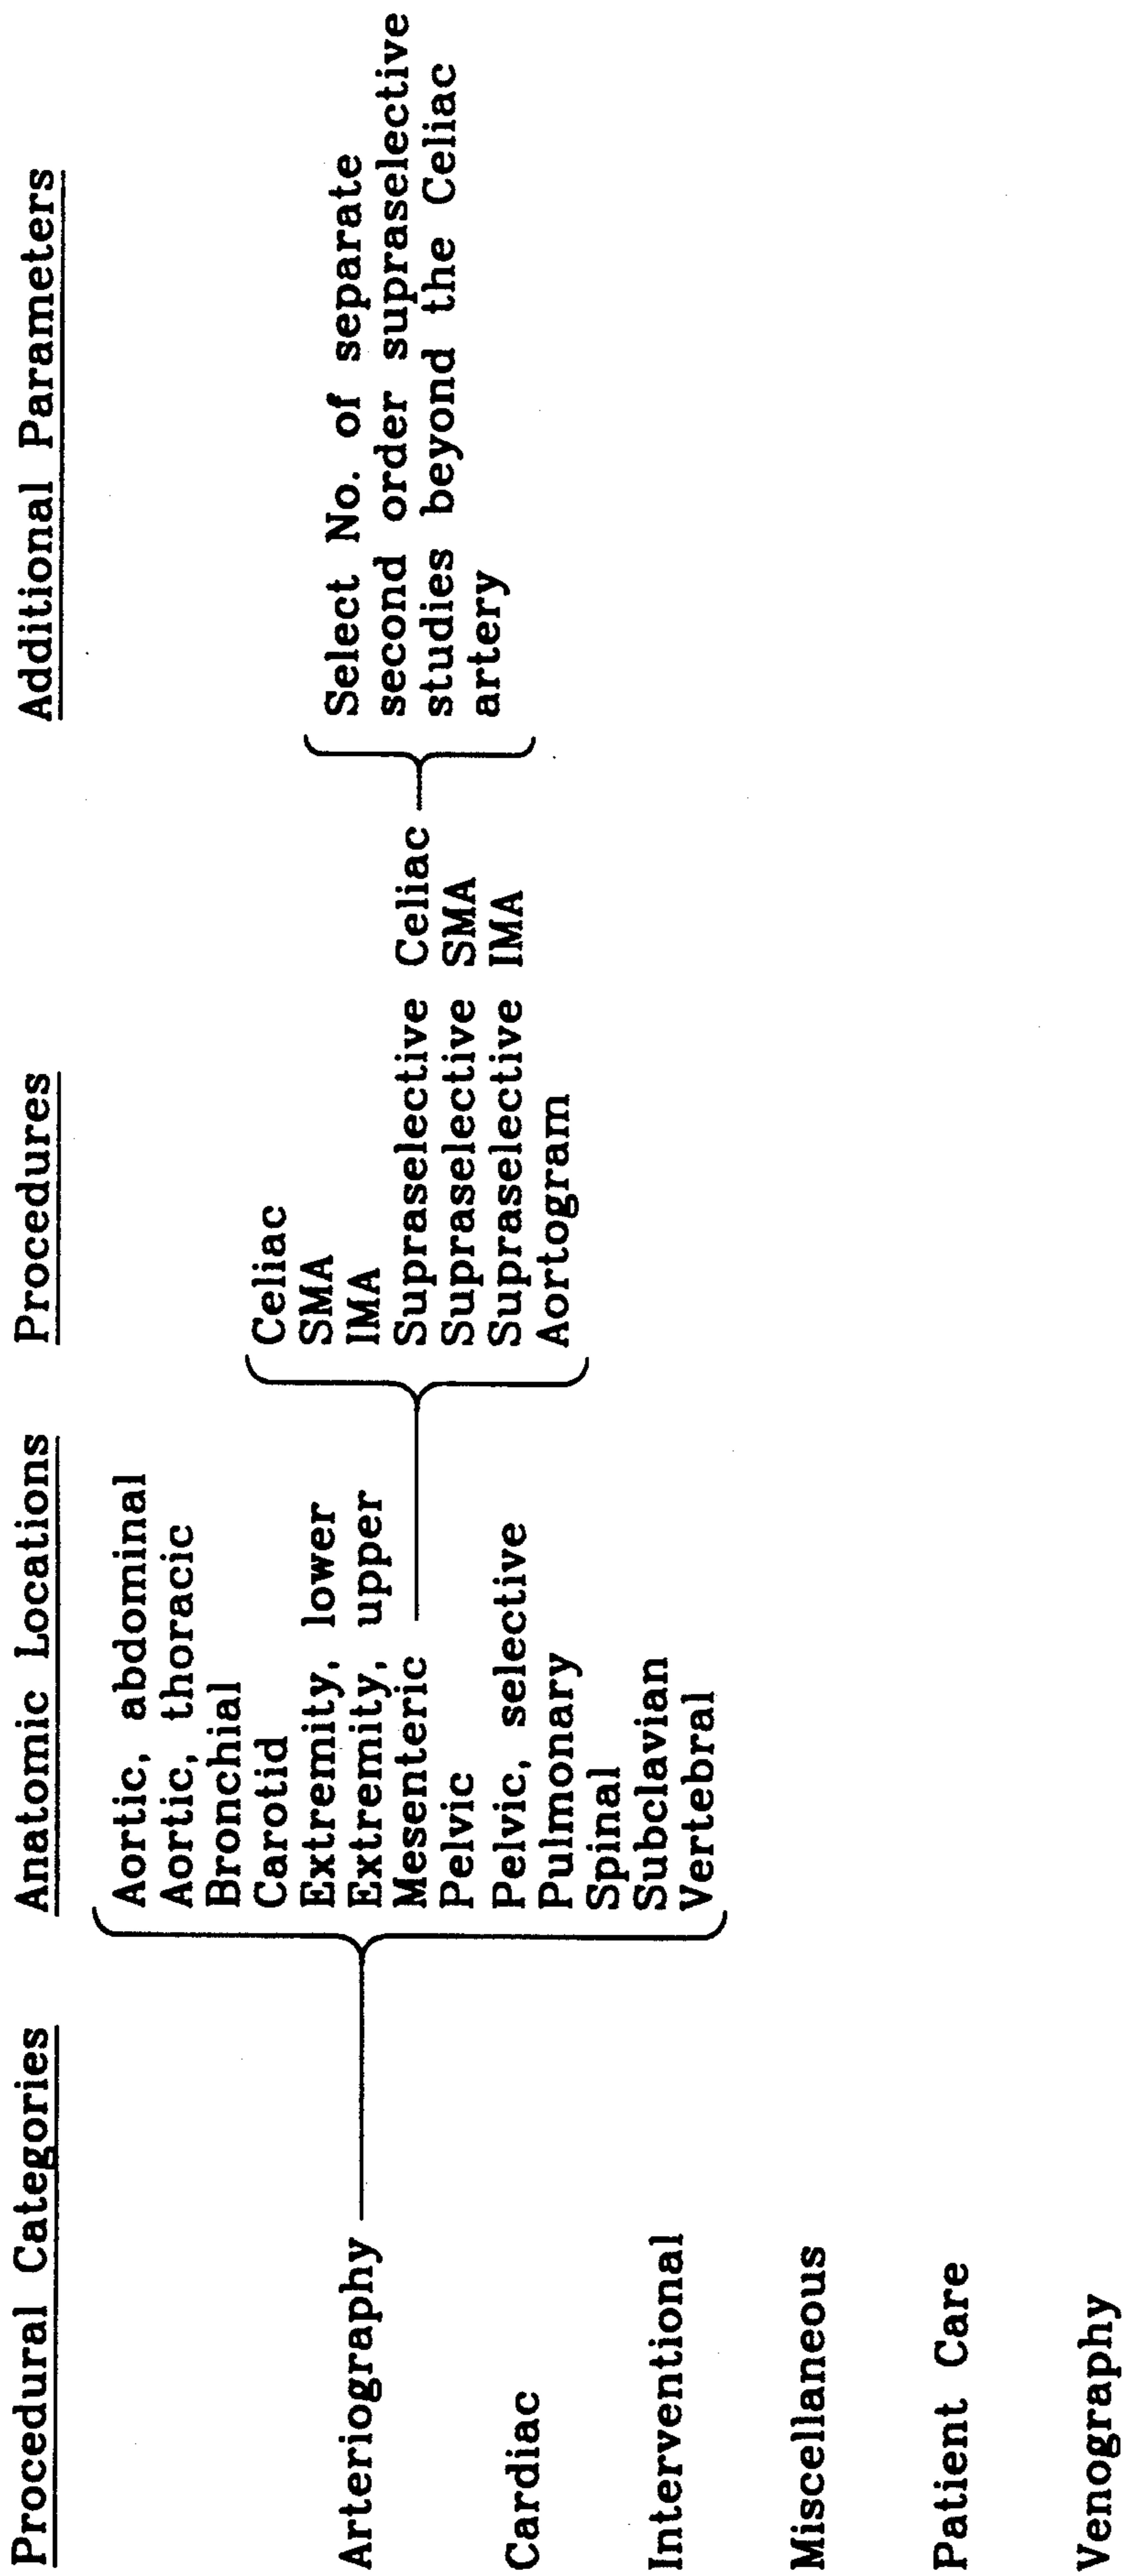 Procedural Categories
Arteriography
Cardiac
Interventional
Miscellaneous
Patient Care
Venography
Anatomic Locations
Aortic, abdominal
Aortic, thoracic
Bronchial
Carotid
Extremity, lower
Extremity, upper
Mesenteric
Pelvic
Pelvic, selective
Pulmonary
Spinal
Subclavian
Vertebral
Procedures
Celiac
SMA
IMA
Supraselective Celiac
Supraselective SMA
Supraselective IMA
Aortogram
Additional Parameters
Select No. of separate
second order supraselective
studies beyond the Celiac
artery